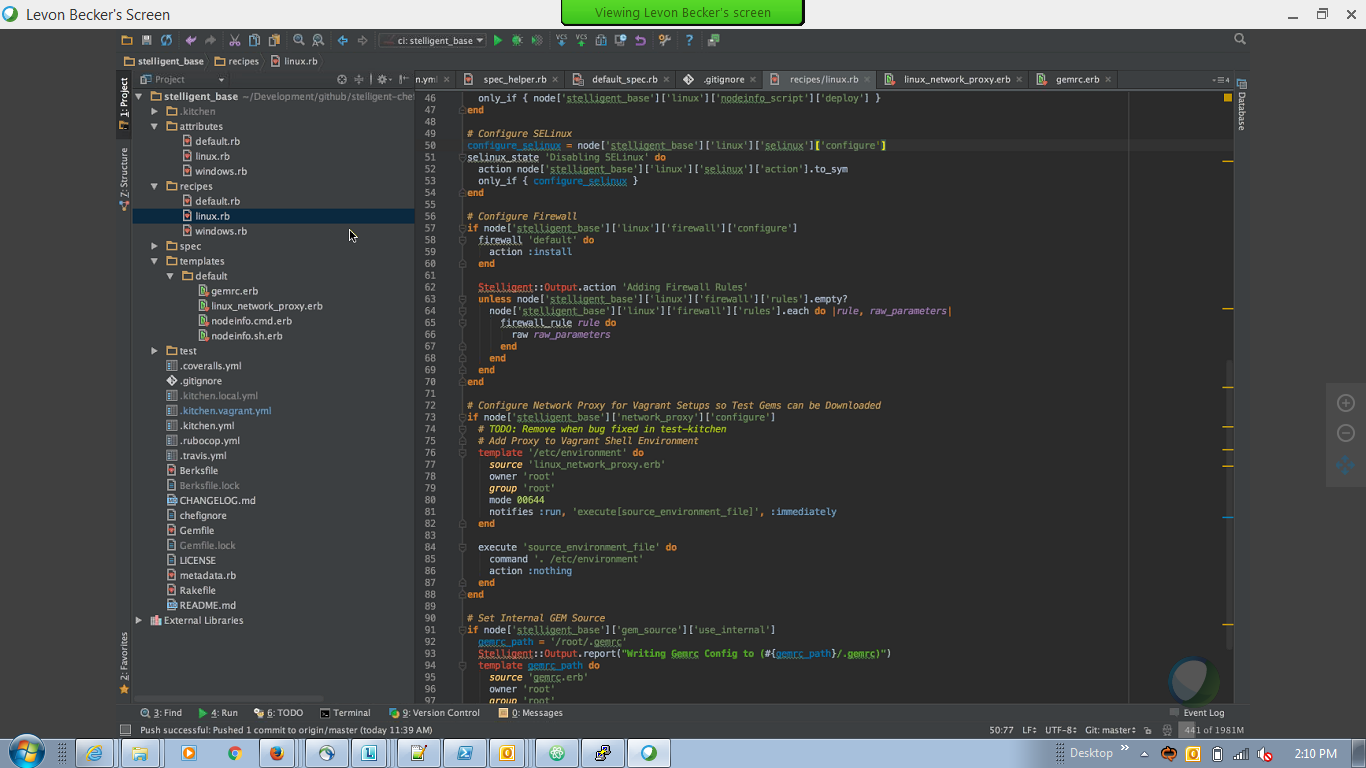 Levon Becker's Screen
Viewing Levon Becker's screen
ci: stelligent_base
stelligent_base recipes linux.rb
Project
n.yml spec_helper.rb default_spec.rb .gitignore recipes/linux.rb linux_network_proxy.erb gemrc.erb
1: Project
7: Structure
2: Favorites
Database
stelligent_base ~/Development/github/stelligent-che
.kitchen
attributes
default.rb
linux.rb
windows.rb
recipes
default.rb
linux.rb
windows.rb
spec
templates
default
gemrc.erb
linux_network_proxy.erb
nodeinfo.cmd.erb
nodeinfo.sh.erb
test
.coveralls.yml
.gitignore
.kitchen.local.yml
.kitchen.vagrant.yml
.kitchen.yml
.rubocop.yml
.travis.yml
Berksfile
Berksfile.lock
CHANGELOG.md
chefignore
Gemfile
Gemfile.lock
LICENSE
metadata.rb
Rakefile
README.md
External Libraries
46 only_if { node['stelligent_base']['linux']['nodeinfo_script']['deploy'] }
47 end
48
49 # Configure SELinux
50 configure_selinux = node['stelligent_base']['linux']['selinux']['configure']
51 selinux_state 'Disabling SELinux' do
52 action node['stelligent_base']['linux']['selinux']['action'].to_sym
53 only_if { configure_selinux }
54 end
55
56 # Configure Firewall
57 if node['stelligent_base']['linux']['firewall']['configure']
58 firewall 'default' do
59 action :install
60 end
61
62 Stelligent::Output.action 'Adding Firewall Rules'
63 unless node['stelligent_base']['linux']['firewall']['rules'].empty?
64 node['stelligent_base']['linux']['firewall']['rules'].each do |rule, raw_parameters|
65 firewall_rule rule do
66 raw raw_parameters
67 end
68 end
69 end
70 end
71
72 # Configure Network Proxy for Vagrant Setups so Test Gems can be Downloaded
73 if node['stelligent_base']['network_proxy']['configure']
74 # TODO: Remove when bug fixed in test-kitchen
75 # Add Proxy to Vagrant Shell Environment
76 template '/etc/environment' do
77 source 'linux_network_proxy.erb'
78 owner 'root'
79 group 'root'
80 mode 00644
81 notifies :run, 'execute[source_environment_file]', :immediately
82 end
83
84 execute 'source_environment_file' do
85 command '. /etc/environment'
86 action :nothing
87 end
88 end
89
90 # Set Internal GEM Source
91 if node['stelligent_base']['gem_source']['use_internal']
92 gemrc_path = '/root/.gemrc'
93 Stelligent::Output.report("Writing Gemrc Config to (#{gemrc_path}/.gemrc)")
94 template gemrc_path do
95 source 'gemrc.erb'
96 owner 'root'
97 group 'root'
3: Find 4: Run 6: TODO Terminal 9: Version Control 0: Messages Event Log
Push successful: Pushed 1 commit to origin/master (today 11:39 AM) 50:77 LF÷ UTF-8÷ Git: master÷ 441 of 1981M
Desktop 2:10 PM